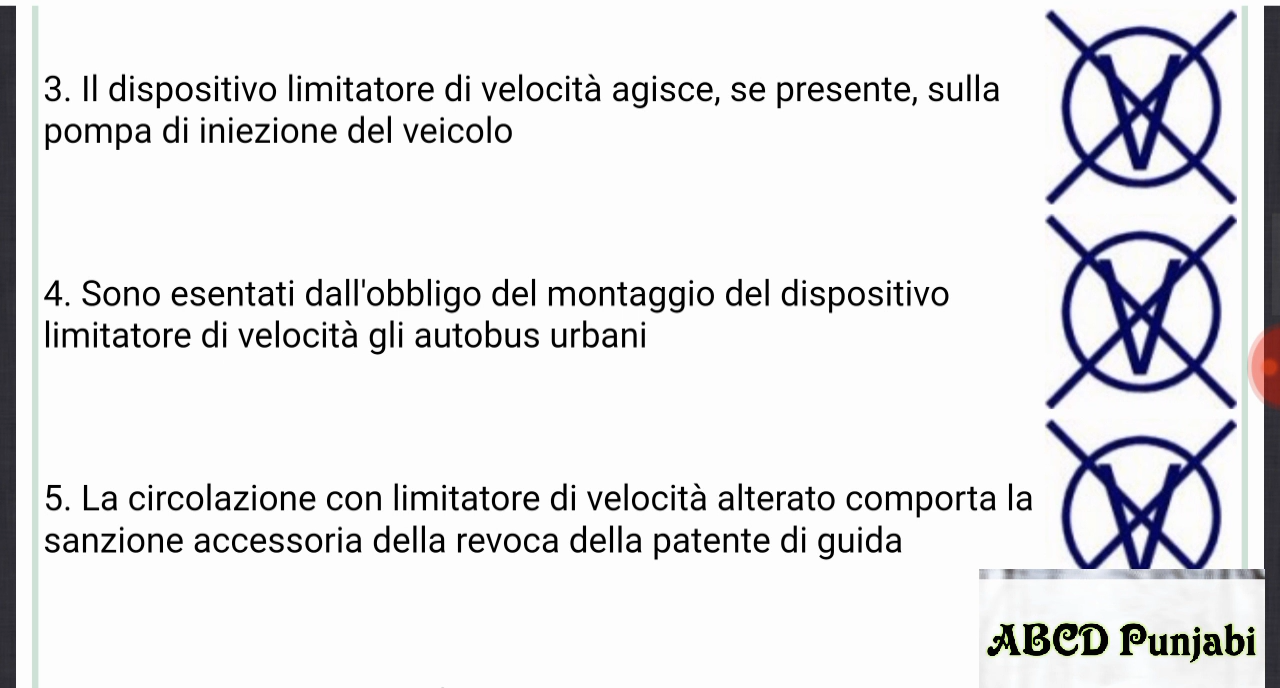 3. Il dispositivo limitatore di velocità agisce, se presente, sulla
pompa di iniezione del veicolo
V
4. Sono esentati dall'obbligo del montaggio del dispositivo
limitatore di velocità gli autobus urbani
V
5. La circolazione con limitatore di velocità alterato comporta la
sanzione accessoria della revoca della patente di guida
V
ABCD Punjabi